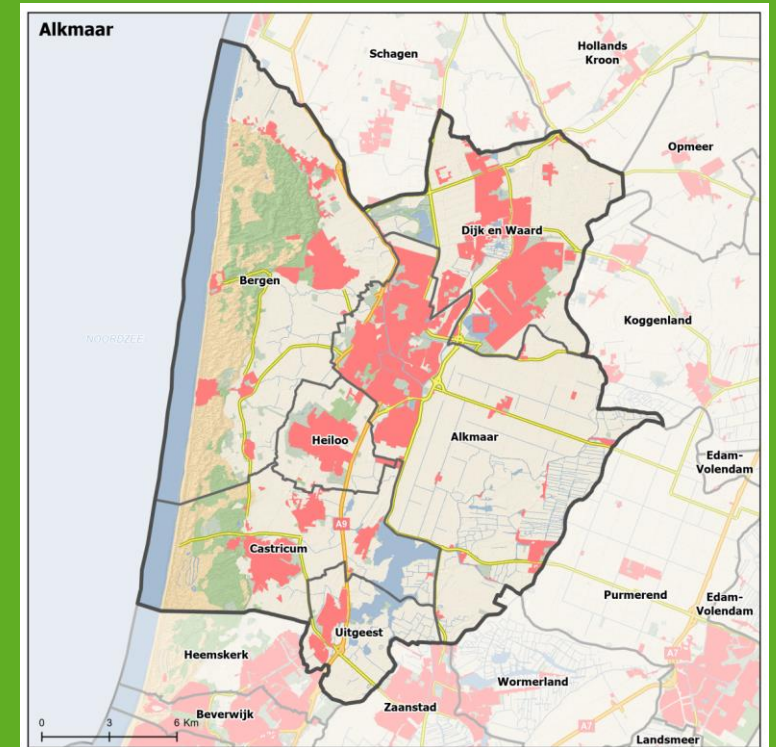 Alkmaar
Schagen
Hollands
Kroon
Opmeer
Dijk en Waard
Bergen
Koggenland
NOORDZEE
Heiloo
Alkmaar
Edam-
Volendam
A9
Castricum
Purmerend
Edam-
Volendam
Uitgeest
Heemskerk
A7
Wormerland
Zaanstad
Beverwijk
A7
Landsmeer
0 3 6 Km